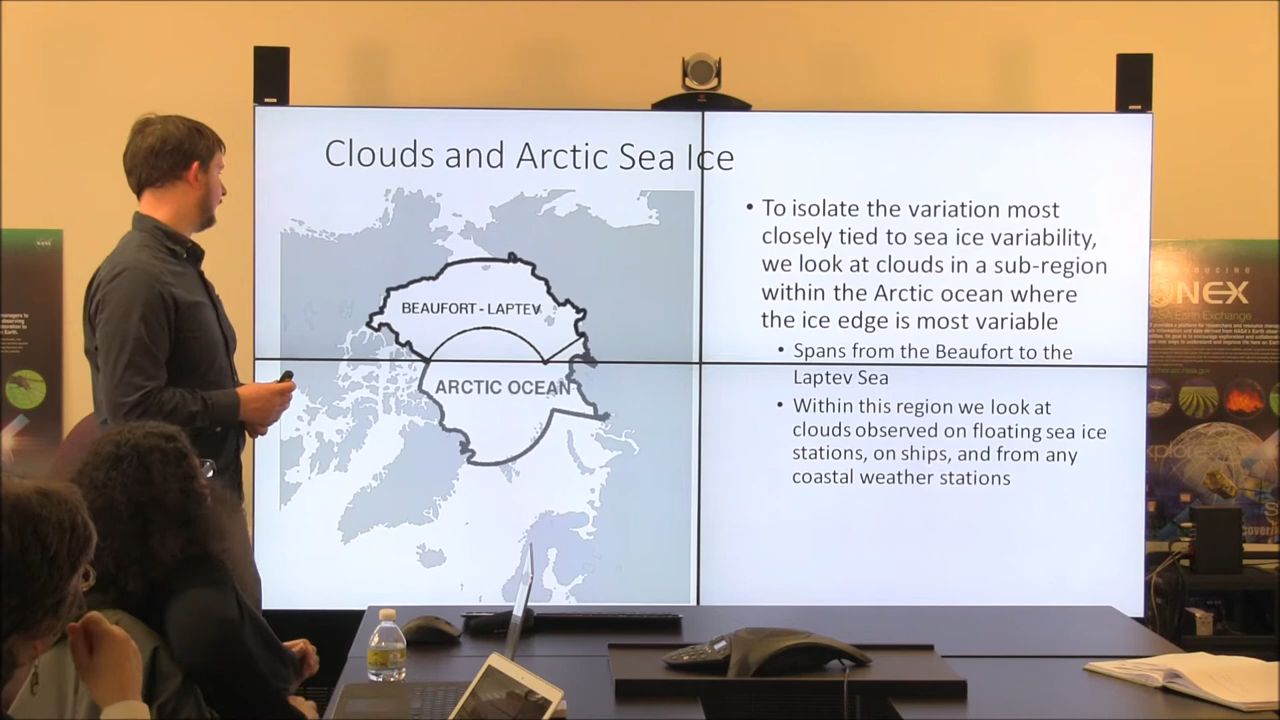 Clouds and Arctic Sea Ice
BEAUFORT - LAPTEV
ARCTIC OCEAN
• To isolate the variation most
closely tied to sea ice variability,
we look at clouds in a sub-region
within the Arctic ocean where
the ice edge is most variable
• Spans from the Beaufort to the
Laptev Sea
• Within this region we look at
clouds observed on floating sea ice
stations, on ships, and from any
coastal weather stations
NEX
Earth Exchange